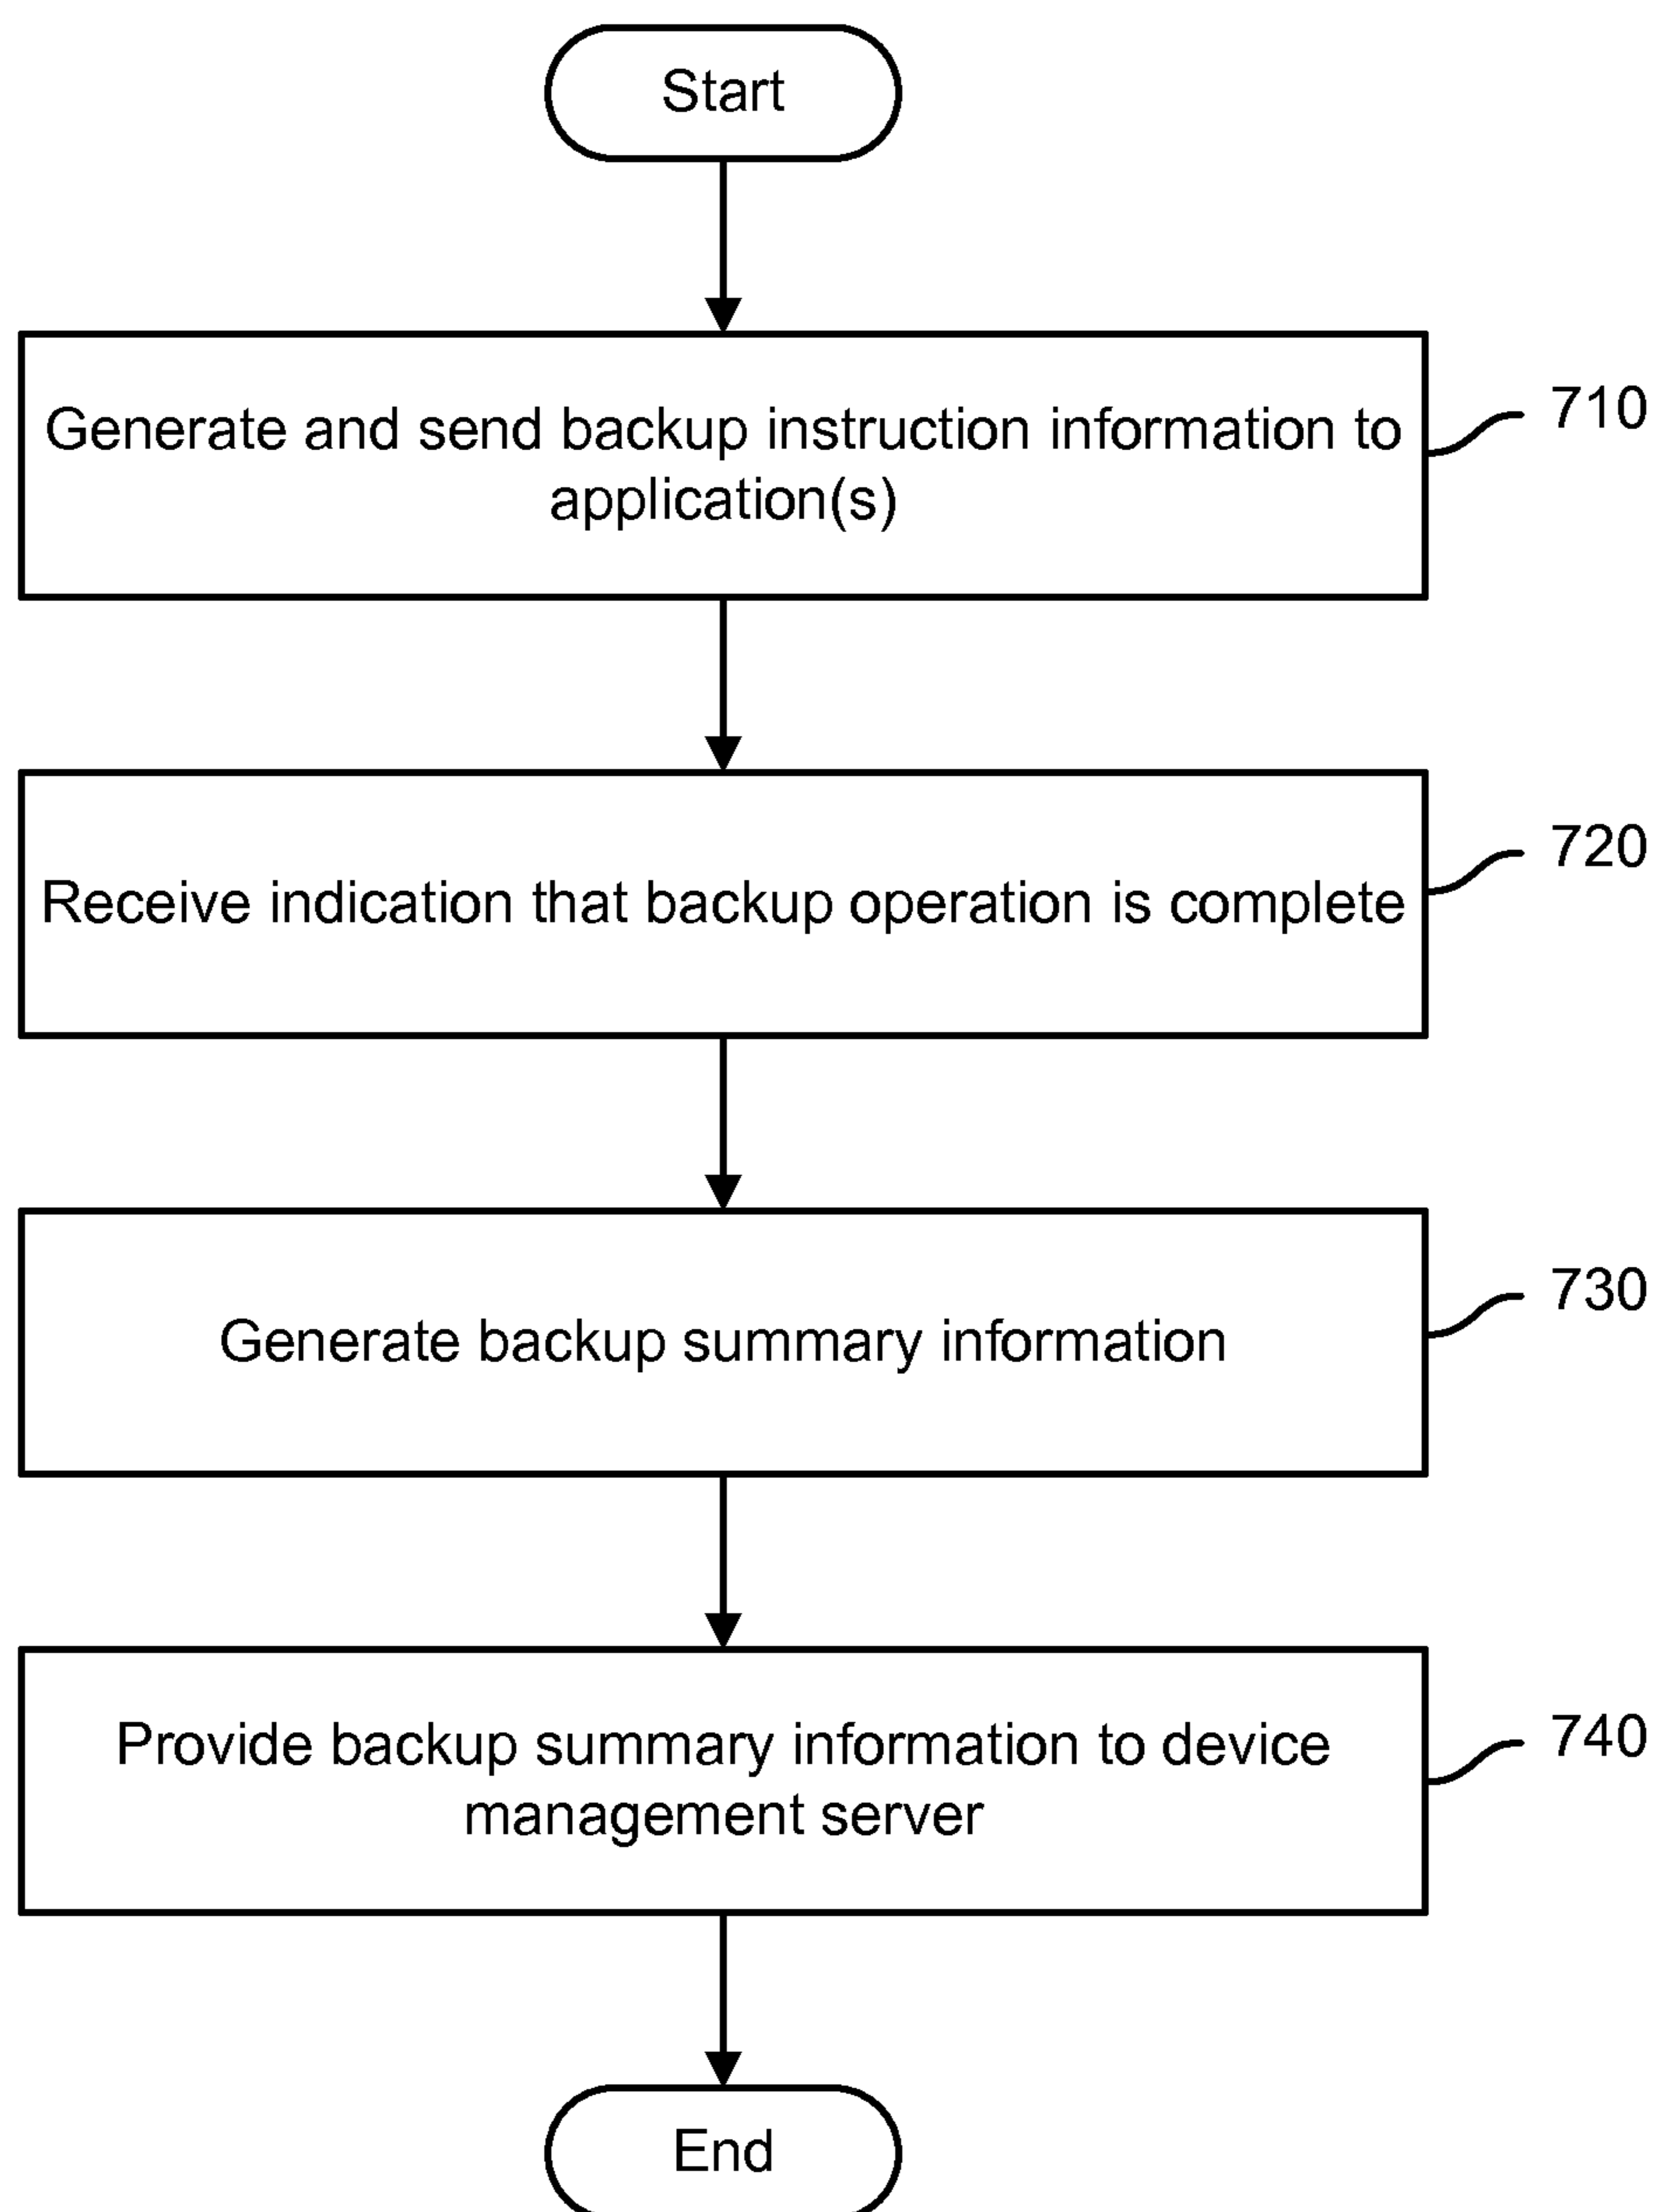 Start
Generate and send backup instruction information to
application(s)
710
Receive indication that backup operation is complete
720
Generate backup summary information
730
Provide backup summary information to device
management server
740
End